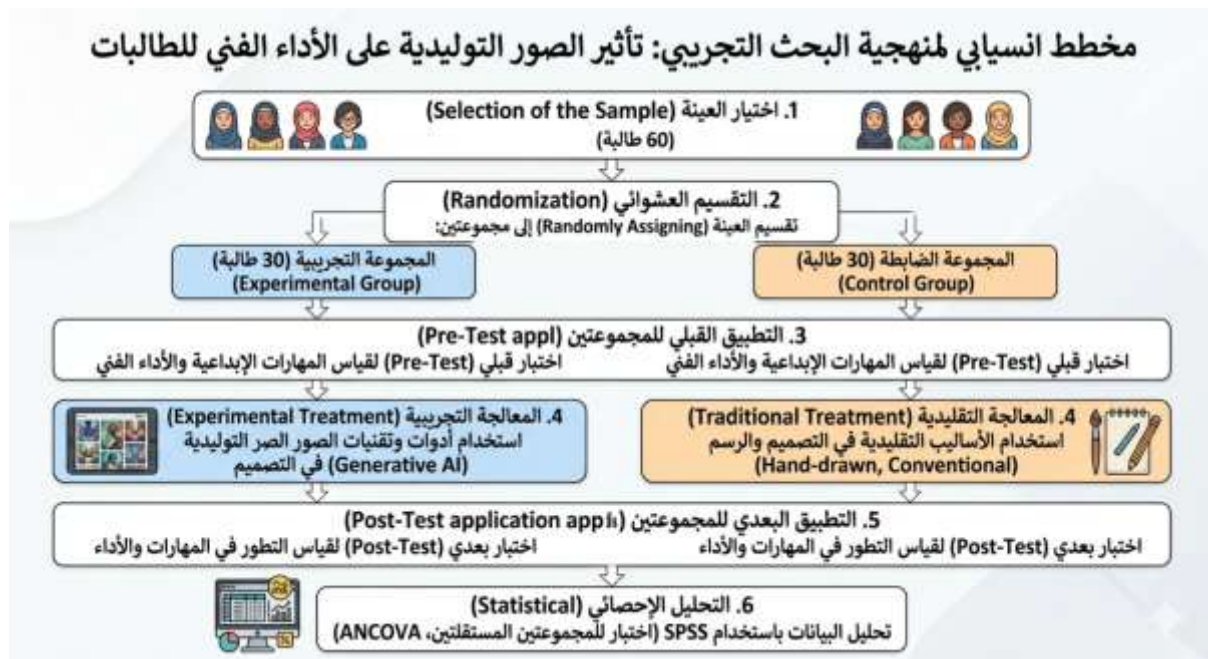 مخطط انسيابي لمنهجية البحث التجريبي: تأثير الصور التوليدية على الأداء الفني للطالبات
1. اختيار العينة (Selection of the Sample)
(60 طالبة)
2. التقسيم العشوائي (Randomization)
تقسيم العينة (Randomly Assigning) إلى مجموعتين:
المجموعة الضابطة (30 طالبة)
(Control Group)
المجموعة التجريبية (30 طالبة)
(Experimental Group)
3. التطبيق القبلي للمجموعتين (Pre-Test appl)
اختبار قبلي (Pre-Test) لقياس المهارات الإبداعية والأداء الفني
اختبار قبلي (Pre-Test) لقياس المهارات الإبداعية والأداء الفني
4. المعالجة التقليدية (Traditional Treatment)
استخدام الأساليب التقليدية في التصميم والرسم
(Hand-drawn, Conventional)
4. المعالجة التجريبية (Experimental Treatment)
استخدام أدوات وتقنيات الصور الصر التوليدية
(Generative AI) في التصميم
5. التطبيق البعدي للمجموعتين (Post-Test application
اختبار بعدي (Post-Test) لقياس التطور في المهارات والأداء
اختبار بعدي (Post-Test) لقياس التطور في المهارات والأداء
6. التحليل الإحصائي (Statistical)
تحليل البيانات باستخدام SPSS (اختبار للمجموعتين المستقلتين، ANCOVA)